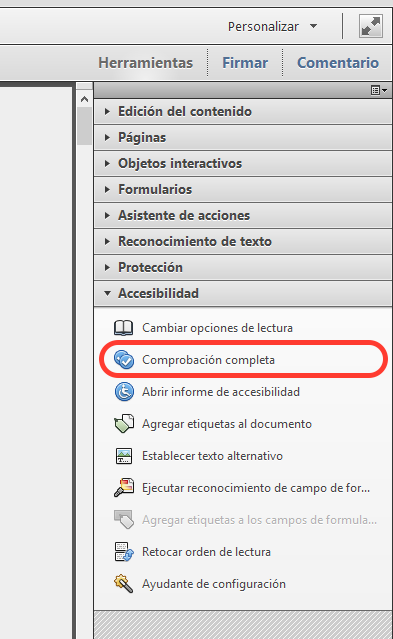 Personalizar
Herramientas Firmar Comentario
Edición del contenido
Páginas
Objetos interactivos
Formularios
Asistente de acciones
Reconocimiento de texto
Protección
Accesibilidad
Cambiar opciones de lectura
Comprobación completa
Abrir informe de accesibilidad
Agregar etiquetas al documento
Establecer texto alternativo
Ejecutar reconocimiento de campo de for...
Agregar etiquetas a los campos de formula...
Retocar orden de lectura
Ayudante de configuración